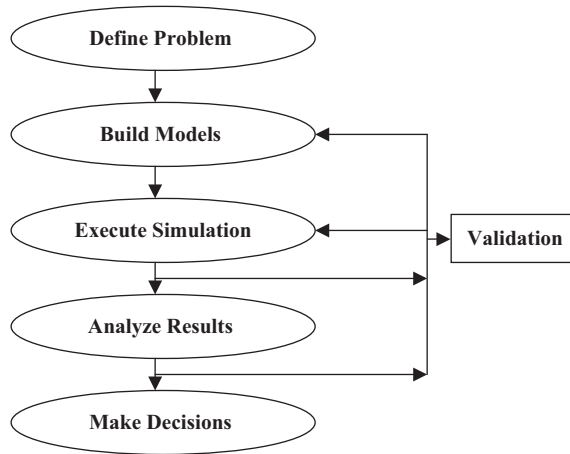 Define Problem
Build Models
Execute Simulation
Validation
Analyze Results
Make Decisions